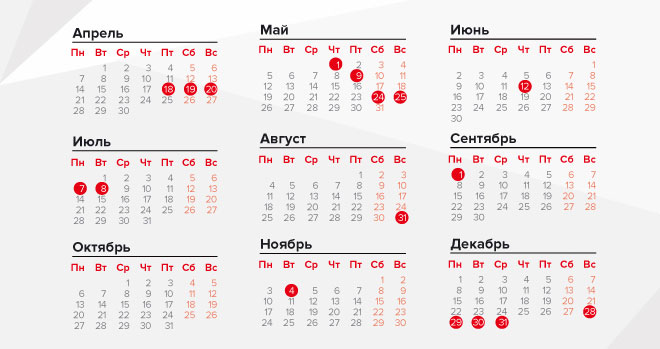 Апрель
Пн Вт Ср Чт Пт Сб Вс
1 2 3 4 5 6
7 8 9 10 11 12 13
14 15 16 17 18 19 20
21 22 23 24 25 26 27
28 29 30
Май
Пн Вт Ср Чт Пт Сб Вс
1 2 3 4
5 6 7 8 9 10 11
12 13 14 15 16 17 18
19 20 21 22 23 24 25
26 27 28 29 30 31
Июнь
Пн Вт Ср Чт Пт Сб Вс
1
2 3 4 5 6 7 8
9 10 11 12 13 14 15
16 17 18 19 20 21 22
23 24 25 26 27 28 29
30
Июль
Пн Вт Ср Чт Пт Сб Вс
1 2 3 4 5 6
7 8 9 10 11 12 13
14 15 16 17 18 19 20
21 22 23 24 25 26 27
28 29 30 31
Август
Пн Вт Ср Чт Пт Сб Вс
1 2 3
4 5 6 7 8 9 10
11 12 13 14 15 16 17
18 19 20 21 22 23 24
25 26 27 28 29 30 31
Сентябрь
Пн Вт Ср Чт Пт Сб Вс
1 2 3 4 5 6 7
8 9 10 11 12 13 14
15 16 17 18 19 20 21
22 23 24 25 26 27 28
29 30
Октябрь
Пн Вт Ср Чт Пт Сб Вс
1 2 3 4 5
6 7 8 9 10 11 12
13 14 15 16 17 18 19
20 21 22 23 24 25 26
27 28 29 30 31
Ноябрь
Пн Вт Ср Чт Пт Сб Вс
1 2
3 4 5 6 7 8 9
10 11 12 13 14 15 16
17 18 19 20 21 22 23
24 25 26 27 28 29 30
Декабрь
Пн Вт Ср Чт Пт Сб Вс
1 2 3 4 5 6 7
8 9 10 11 12 13 14
15 16 17 18 19 20 21
22 23 24 25 26 27 28
29 30 31